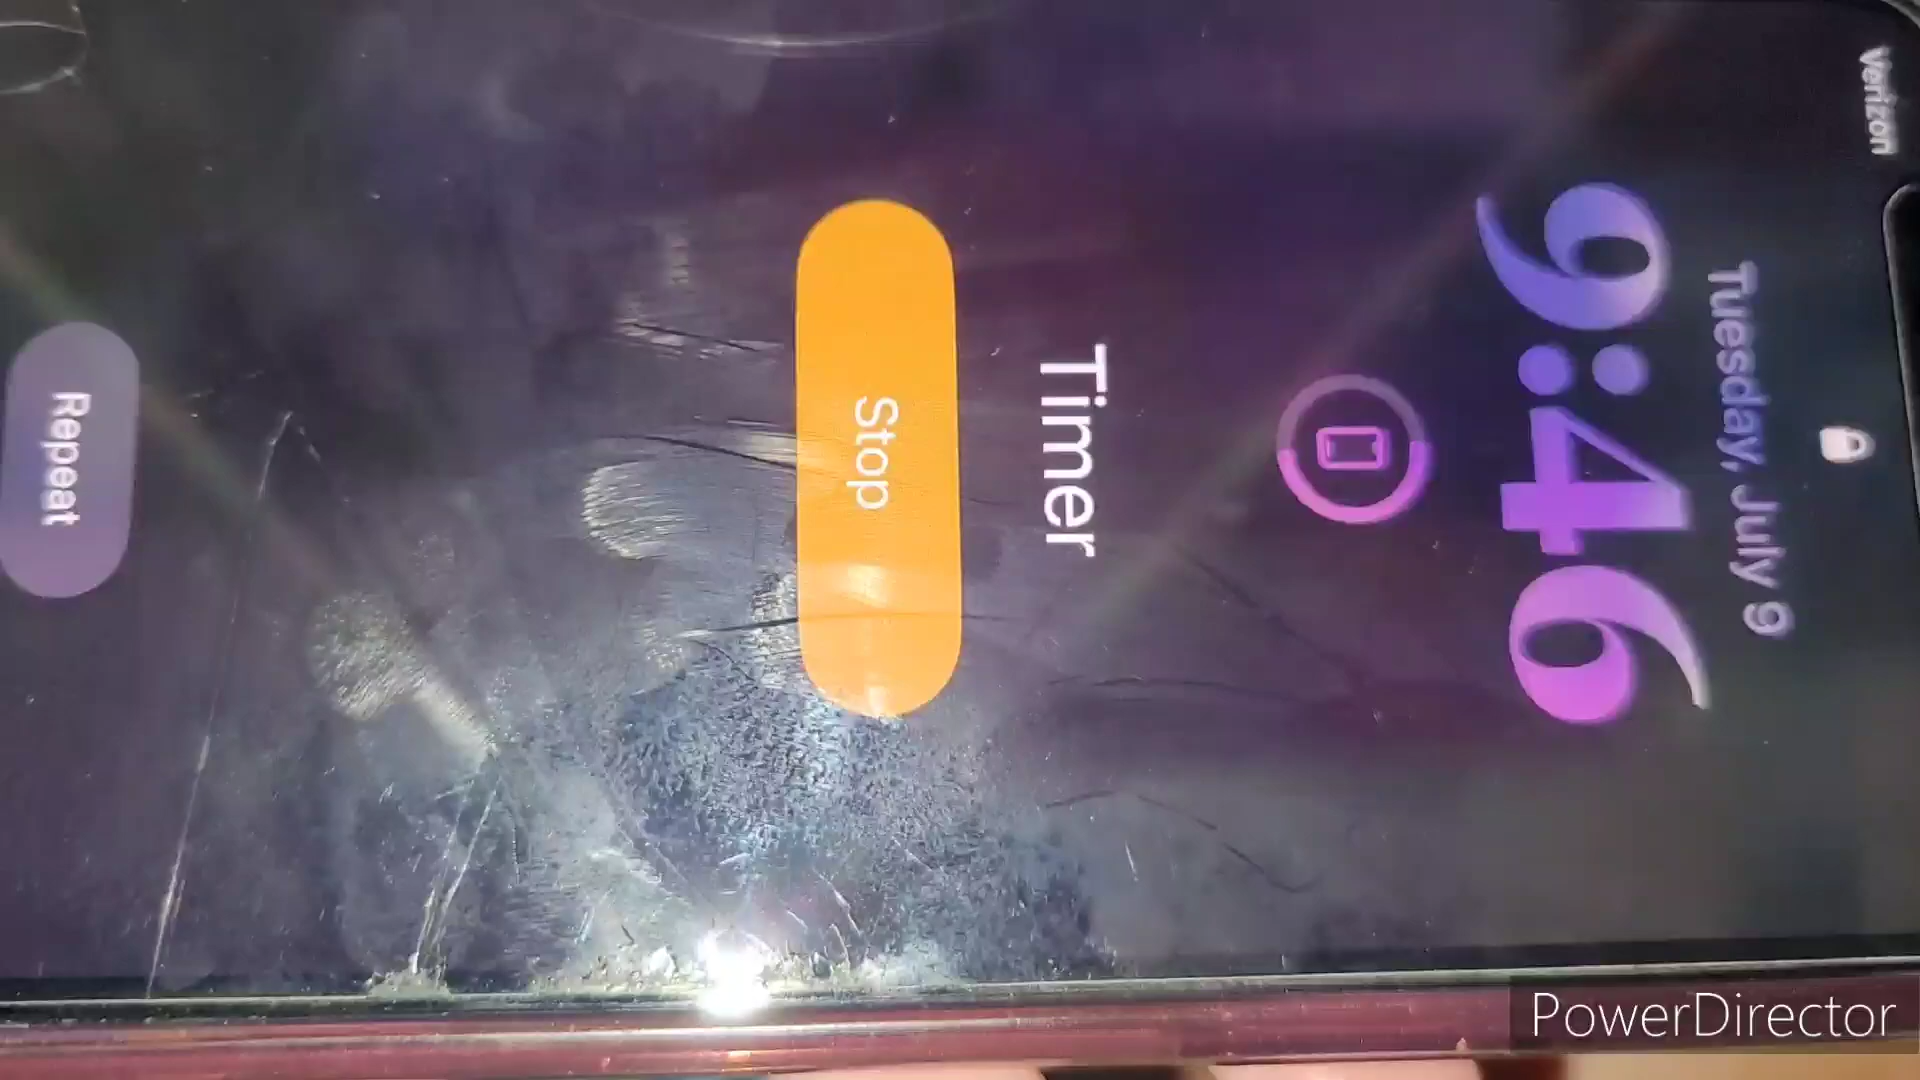 Verizon
Tuesday, July 9
9:46
Timer
Stop
Repeat
PowerDirector